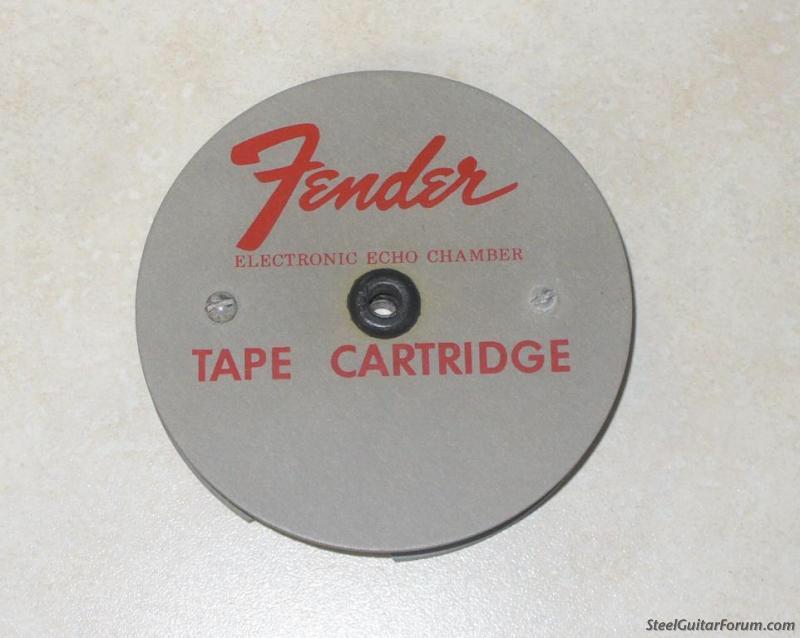 Fender
ELECTRONIC ECHO CHAMBER
TAPE CARTRIDGE
SteelGuitarForum.com